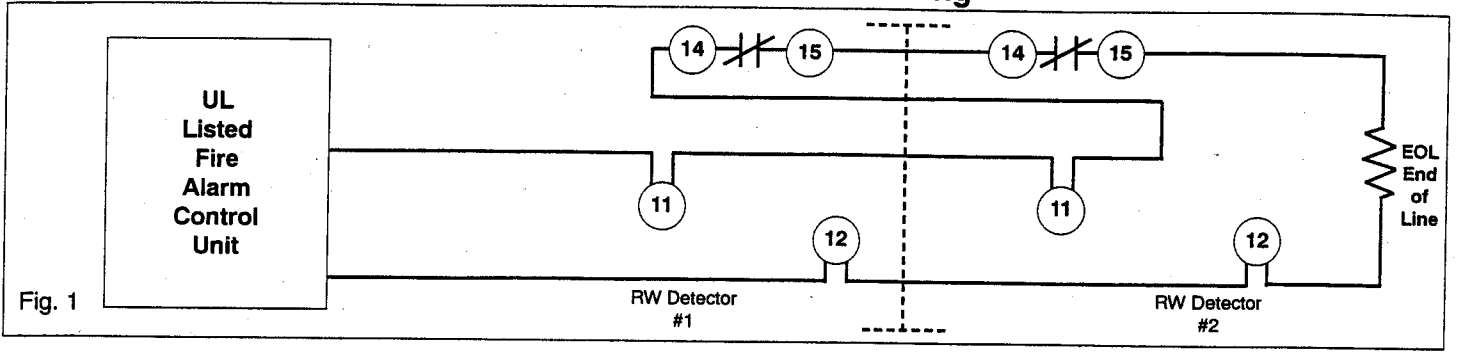 14 15 14 15
UL
Listed
Fire
Alarm
Control
Unit
EOL
End
of
Line
11 11
12 12
Fig. 1
RW Detector
#1
RW Detector
#2